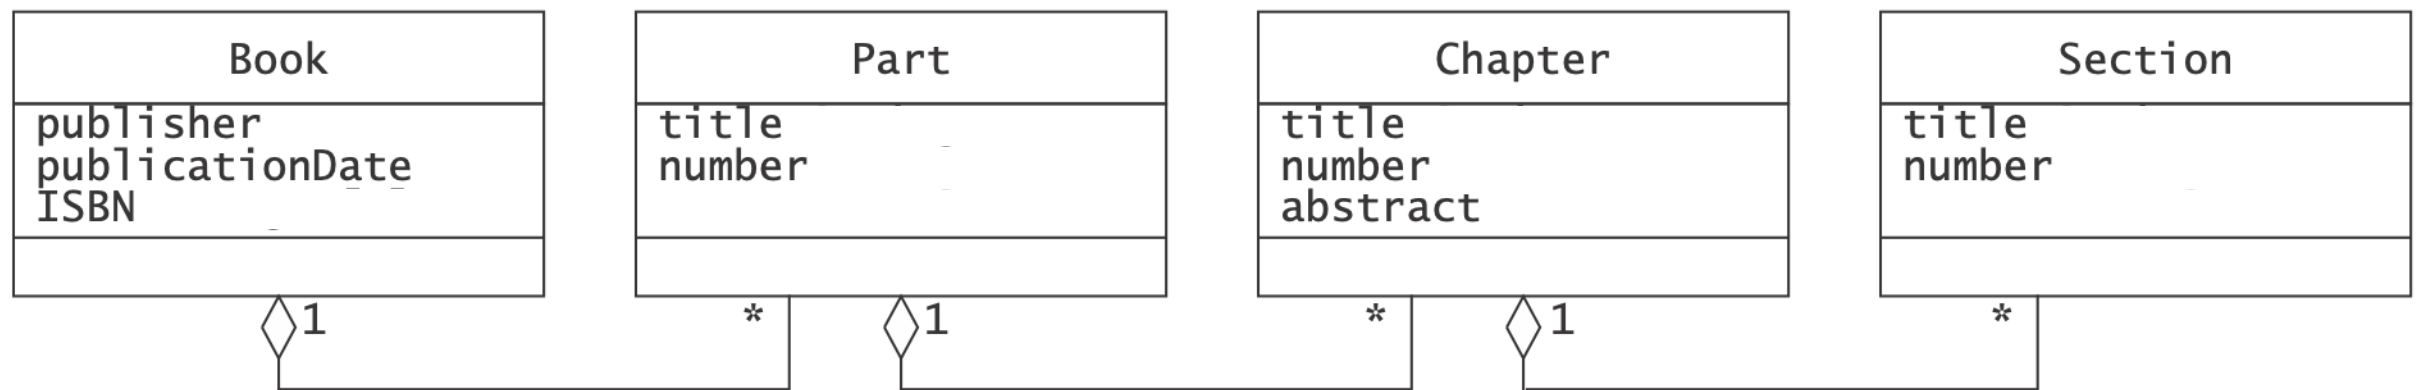 Book
publisher
publicationDate
ISBN
Part
title
number
Chapter
title
number
abstract
Section
title
number
1
*
1
*
1
*